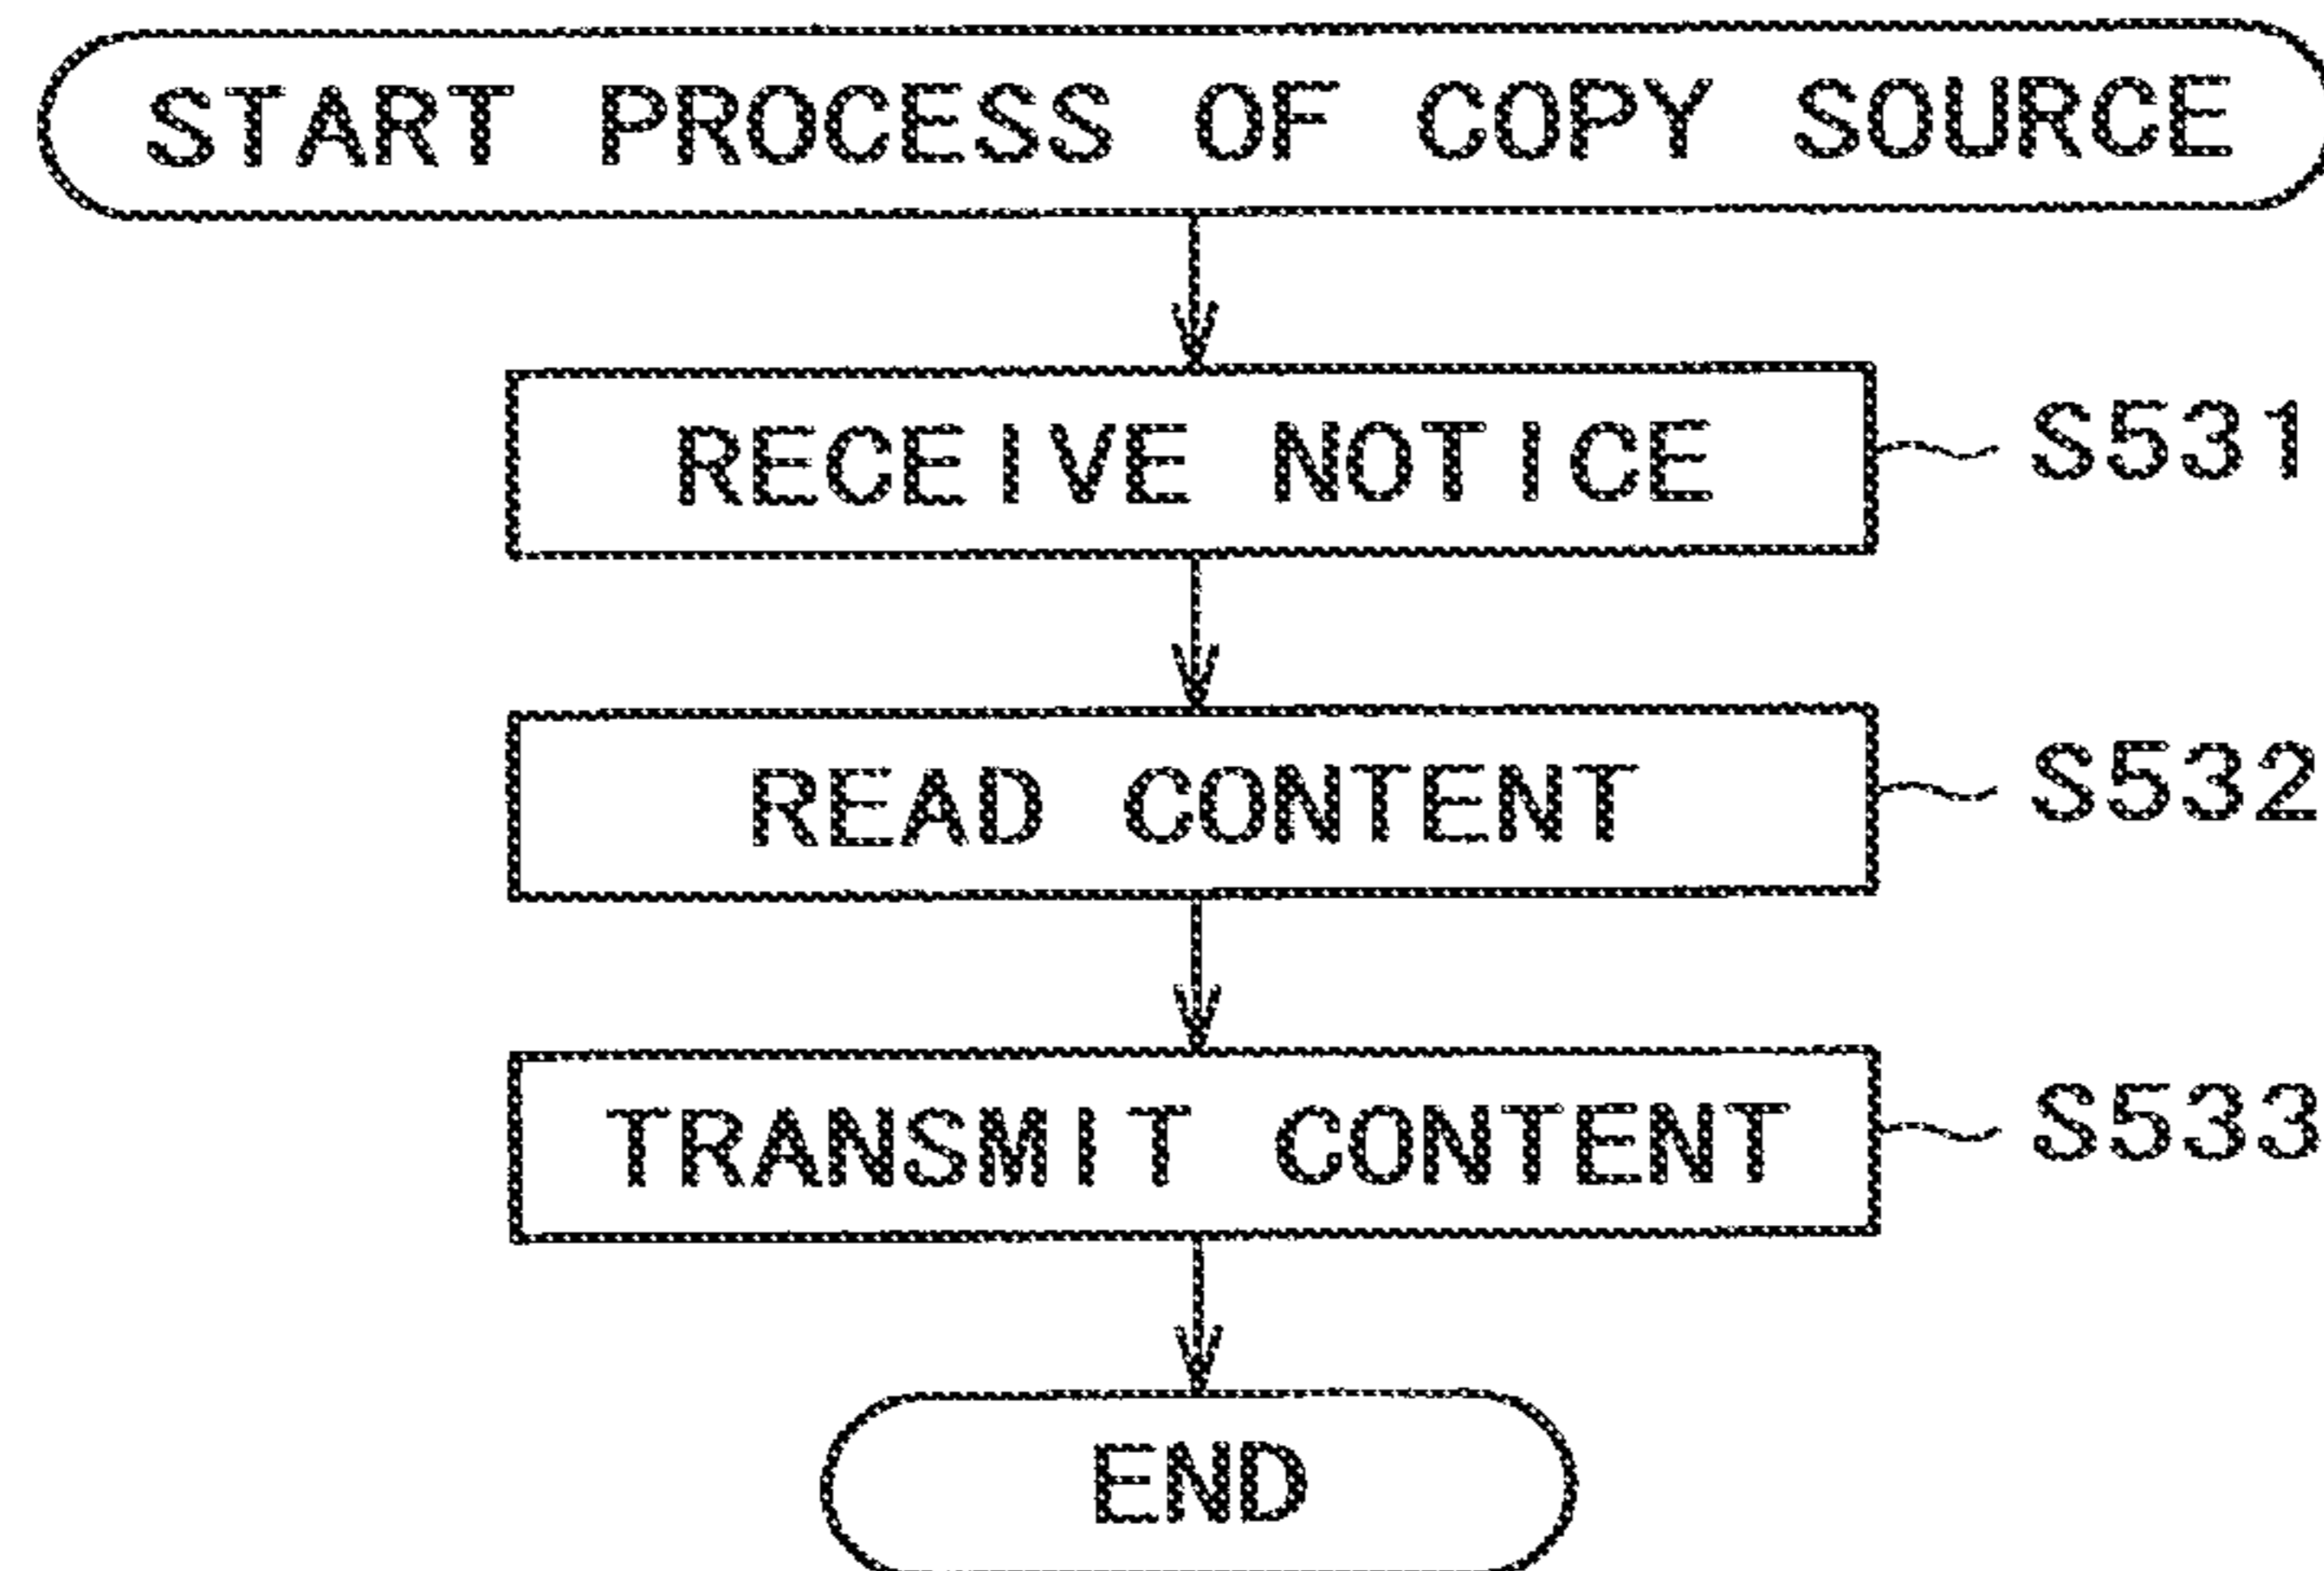 START PROCESS OF COPY SOURCE
RECEIVE NOTICE S531
READ CONTENT S532
TRANSMIT CONTENT S533
END